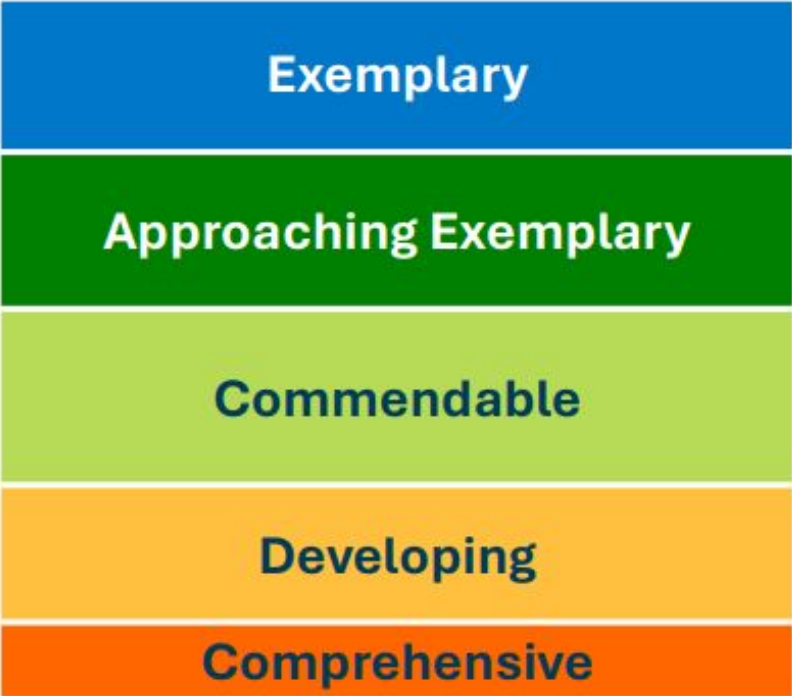 Exemplary
Approaching Exemplary
Commendable
Developing
Comprehensive